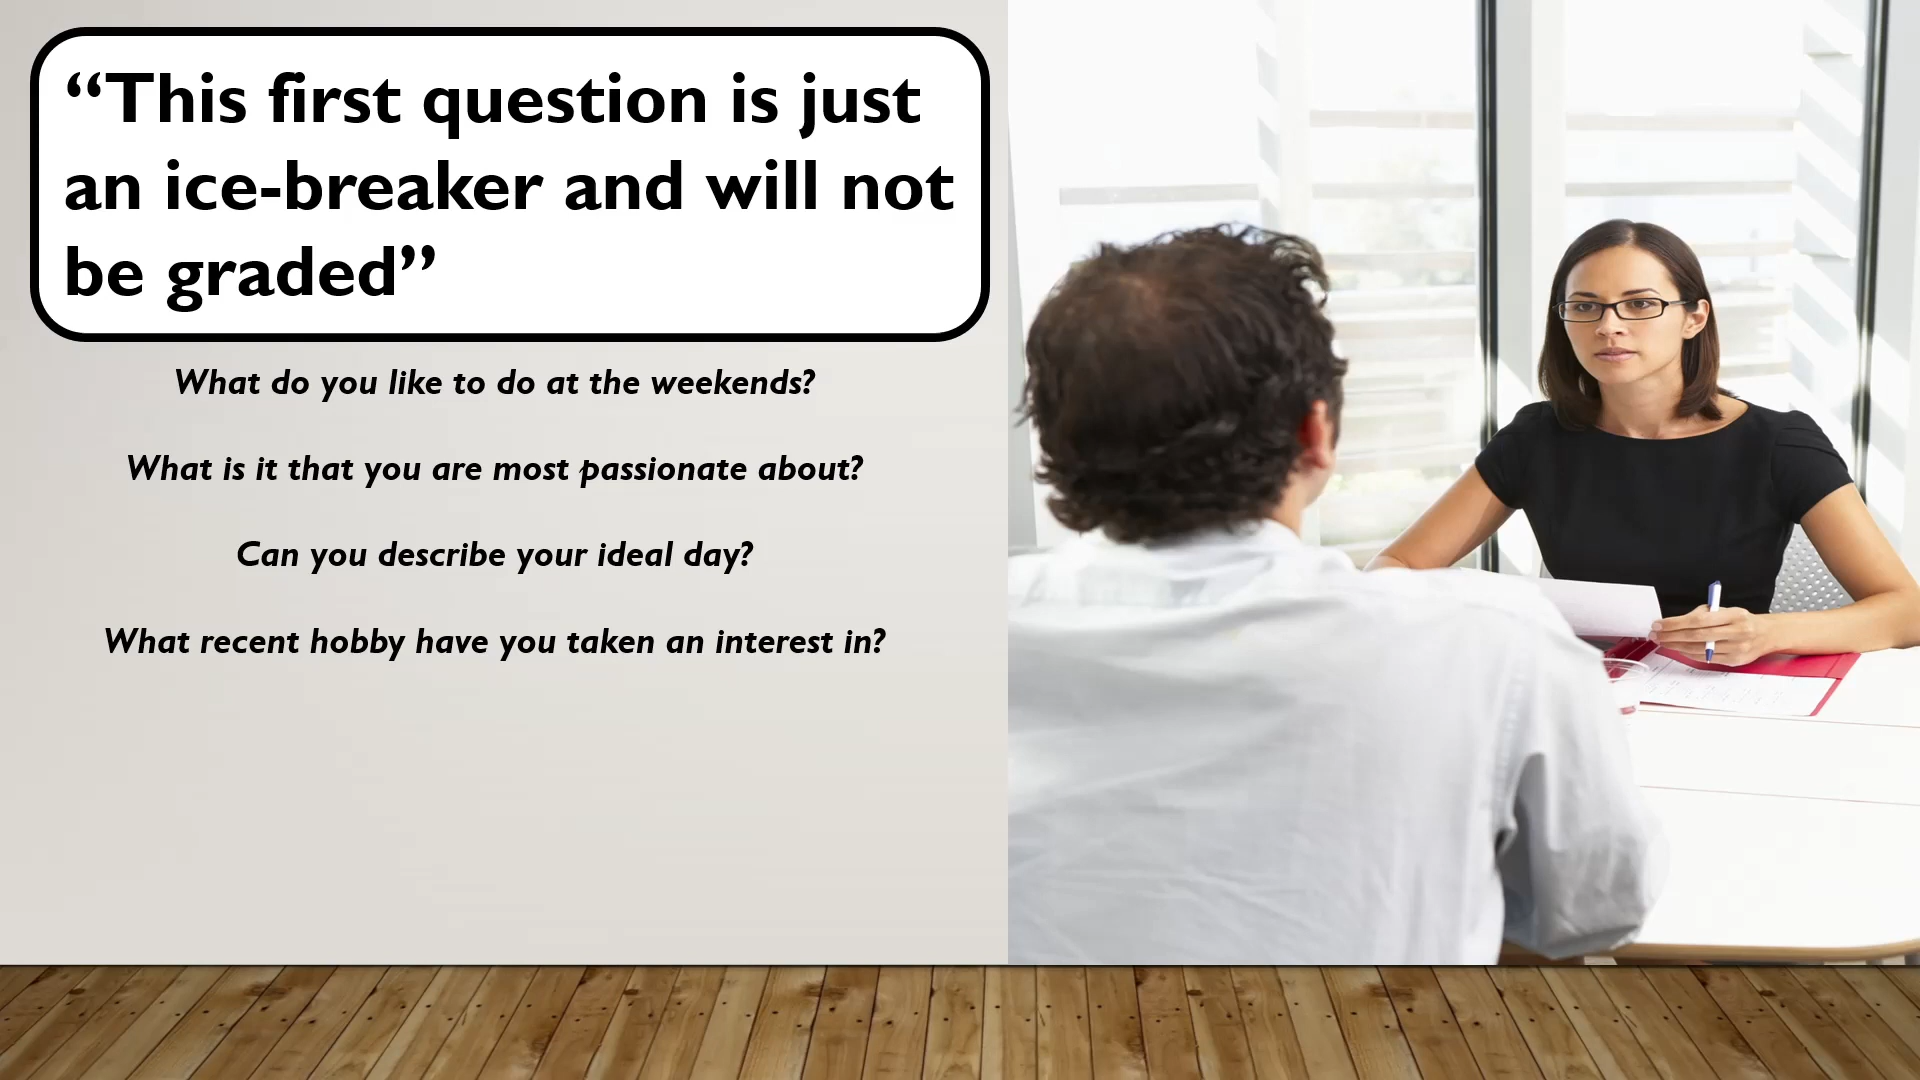 “This first question is just
an ice-breaker and will not
be graded”
What do you like to do at the weekends?
What is it that you are most passionate about?
Can you describe your ideal day?
What recent hobby have you taken an interest in?